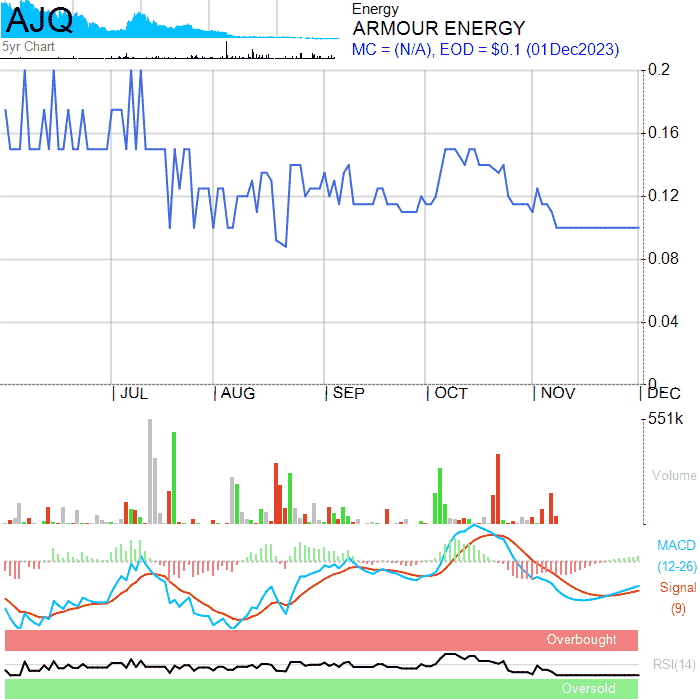 AJQ
5yr Chart
Energy
ARMOUR ENERGY
MC = (N/A), EOD = $0.1 (01Dec2023)
0.2
0.16
0.12
0.08
0.04
0
| JUL | AUG | SEP | OCT | NOV | DEC
551k
Volume
MACD
(12-26)
Signal
(9)
Overbought
RSI(14)
Oversold